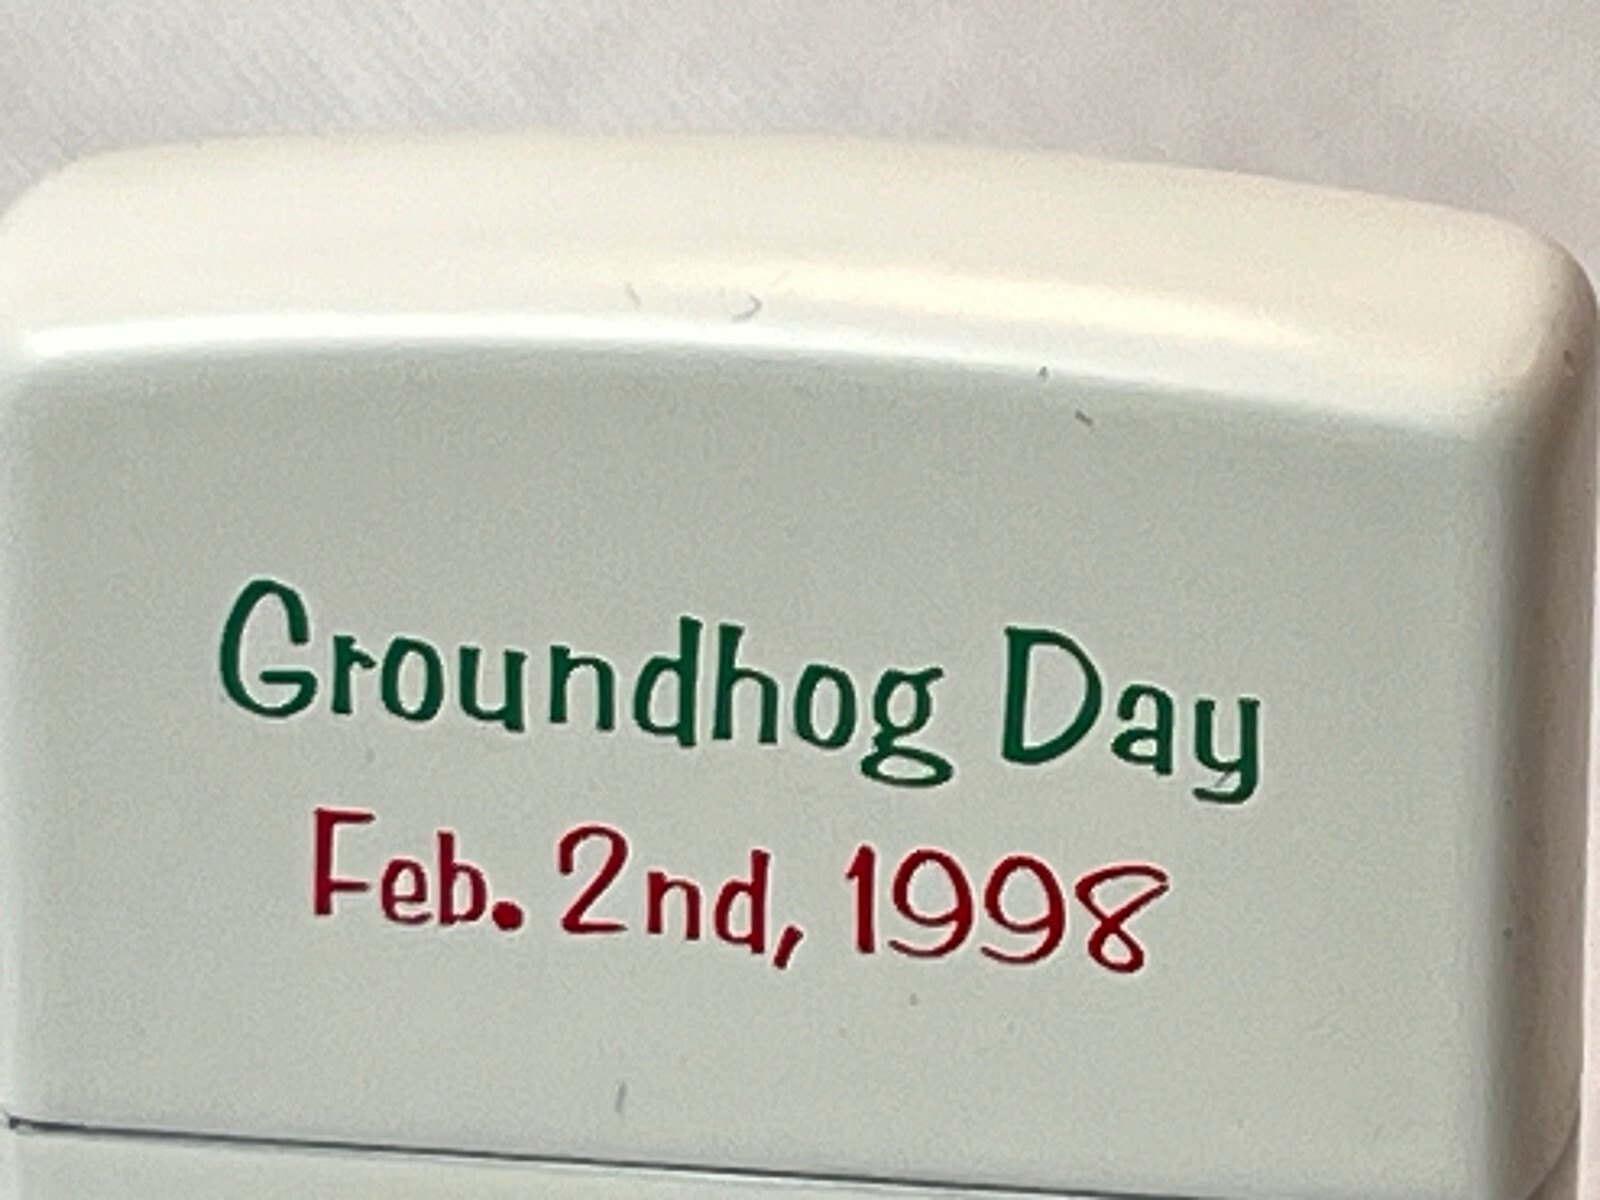 Groundhog Day
Feb. 2nd, 1998